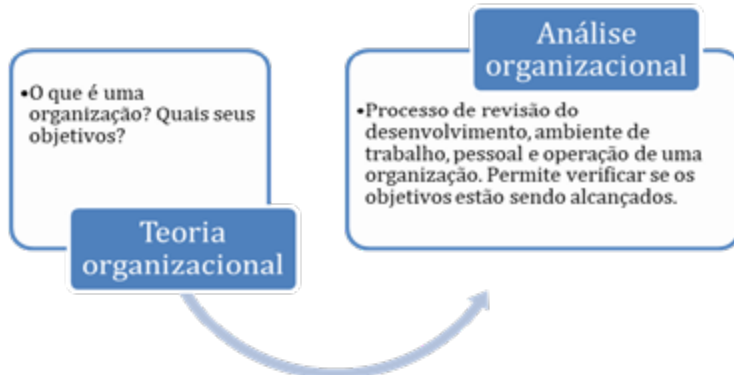 •O que é uma
organização? Quais seus
objetivos?
Teoria
organizacional
Análise
organizacional
•Processo de revisão do
desenvolvimento, ambiente de
trabalho, pessoal e operação de uma
organização. Permite verificar se os
objetivos estão sendo alcançados.